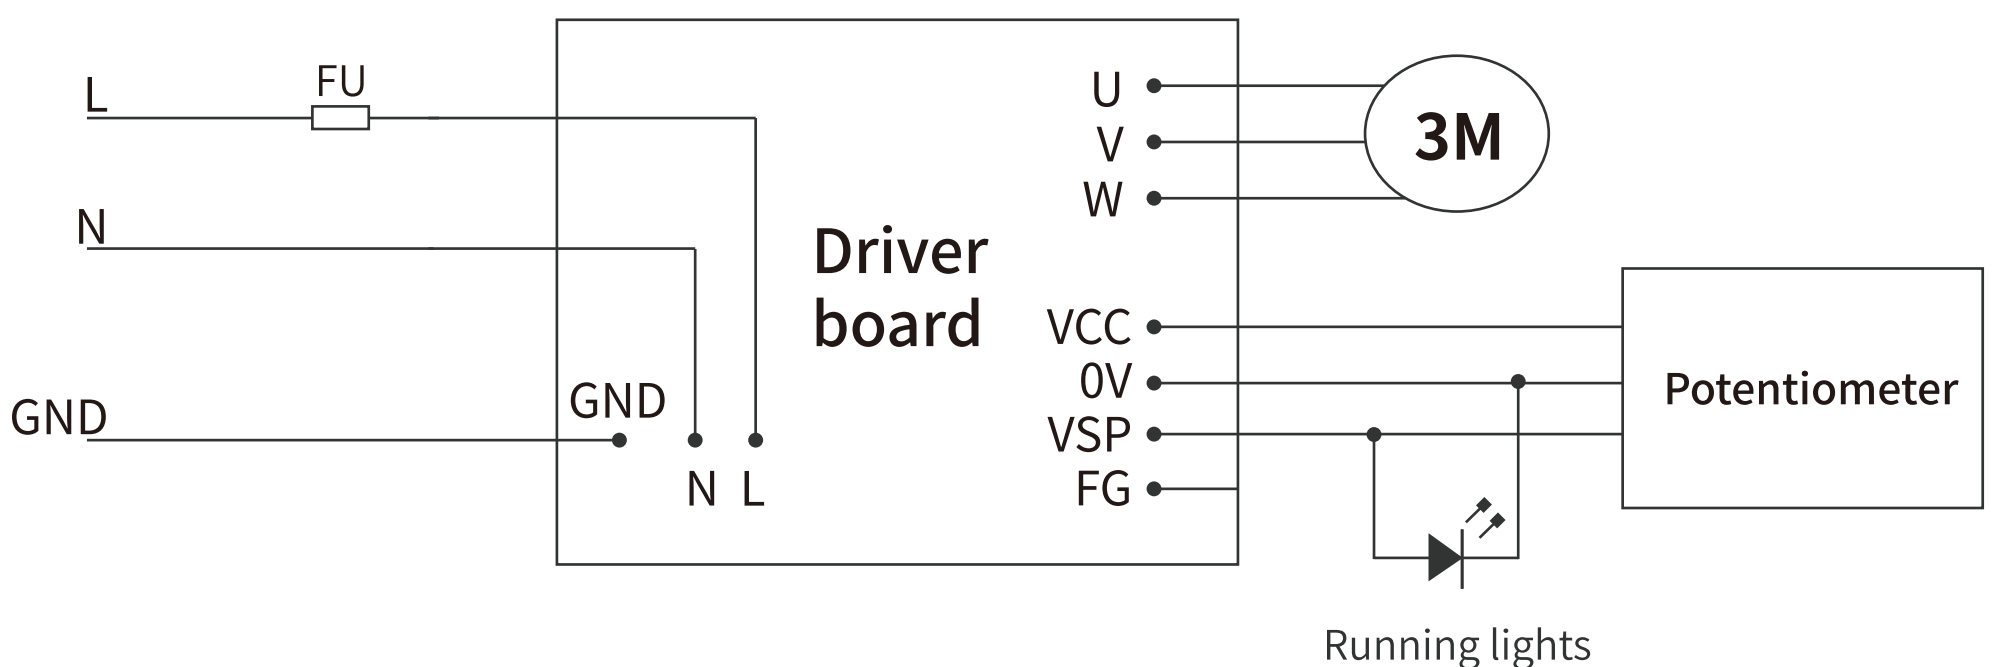 L
FU
N
GND
GND
N L
Driver
board
U
V
W
3M
VCC
0V
VSP
FG
Potentiometer
Running lights